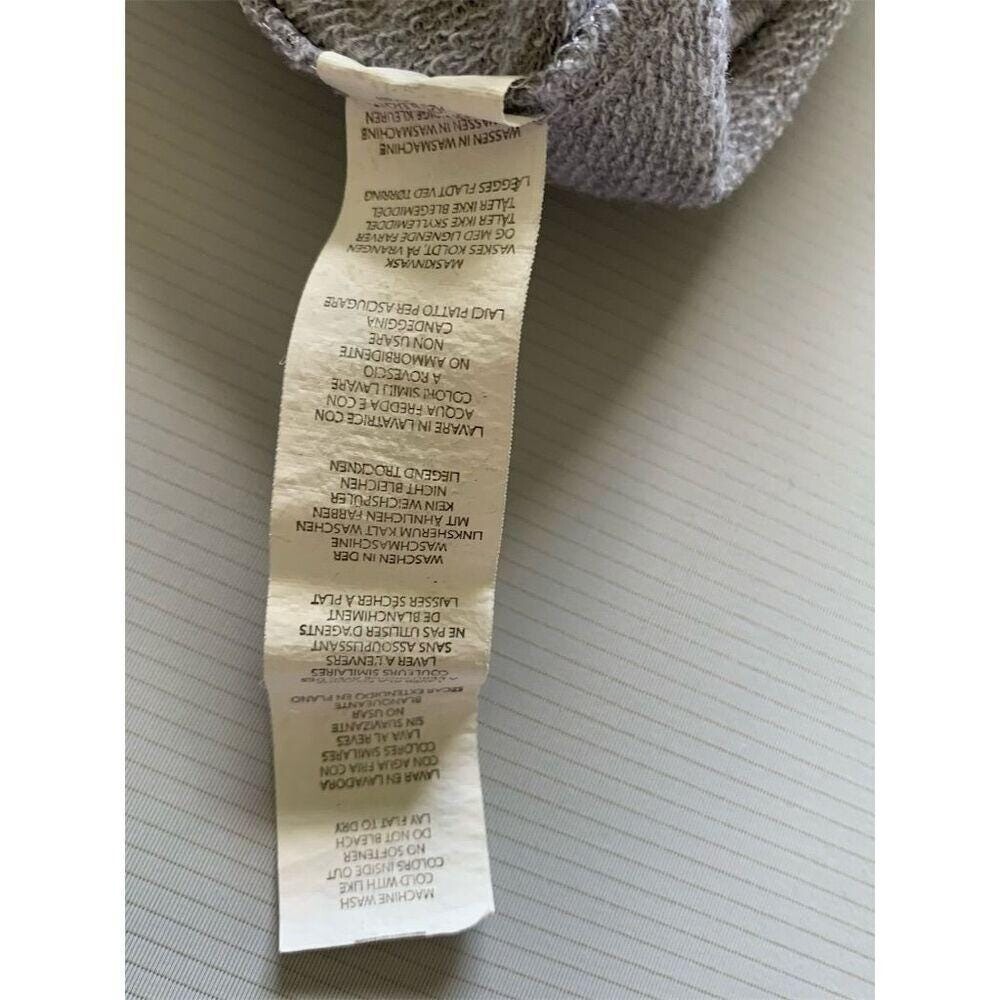 MACHINE WASH
COLD WITH LIKE
COLORS INSIDE OUT
NO SOFTENER
DO NOT BLEACH
LAY FLAT TO DRY
LAVAR EN LAVADORA
CON AGUA FRIA CON
COLORES SIMILARES
LAVA AL REVES
SIN SUAVIZANTE
NO USAR
BLANQUEANTE
EXTENDIDO EN PLANO
COULEURS SIMILAIRES
LAVER A L'ENVERS
SANS ASSOUPLISSANT
NE PAS UTILISER D'AGENTS
DE BLANCHIMENT
LAISSER SÉCHER À PLAT
WASCHEN IN DER
WASCHMASCHINE
LINKSHERUM KALT WASCHEN
MIT ÄHNLICHEN FARBEN
KEIN WEICHSPÜLER
NICHT BLEICHEN
LIEGEND TROCKNEN
LAVARE IN LAVATRICE CON
ACQUA FREDDA E CON
COLORI SIMILI LAVARE
A ROVESCIO
NO AMMORBIDENTE
NON USARE
CANDEGGINA
LAICI PIATTO PER ASCIUGARE
MASKINVASK
VASKES KOLDT, PÅ VRANGEN
OG MED LIGNENDE FARVER
TÅLER IKKE SKYLLEMIDDEL
TÅLER IKKE BLEGEMIDDEL
LÆGGES FLADT VED TØRRING
WASSEN IN WASMACHINE
WASSEN IN WASMACHINE
KLEUREN